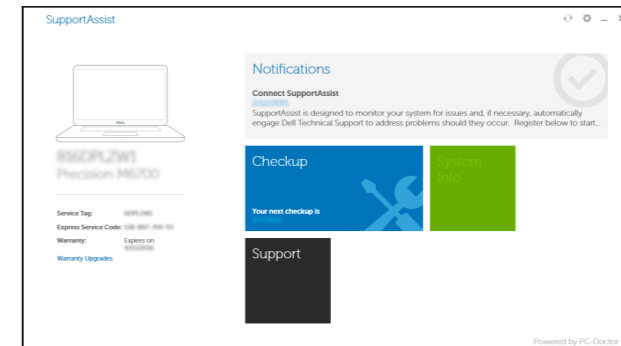 SupportAssist
Notifications
Connect SupportAssist
SupportAssist is designed to monitor your system for issues and, if necessary, automatically
engage Dell Technical Support to address problems should they occur. Register below to start...
Precision M6700
Checkup
Your next checkup is
System
Info
Service Tag:
Express Service Code:
Warranty:
Expires on
Warranty Upgrades
Support
Powered by PC-Doctor